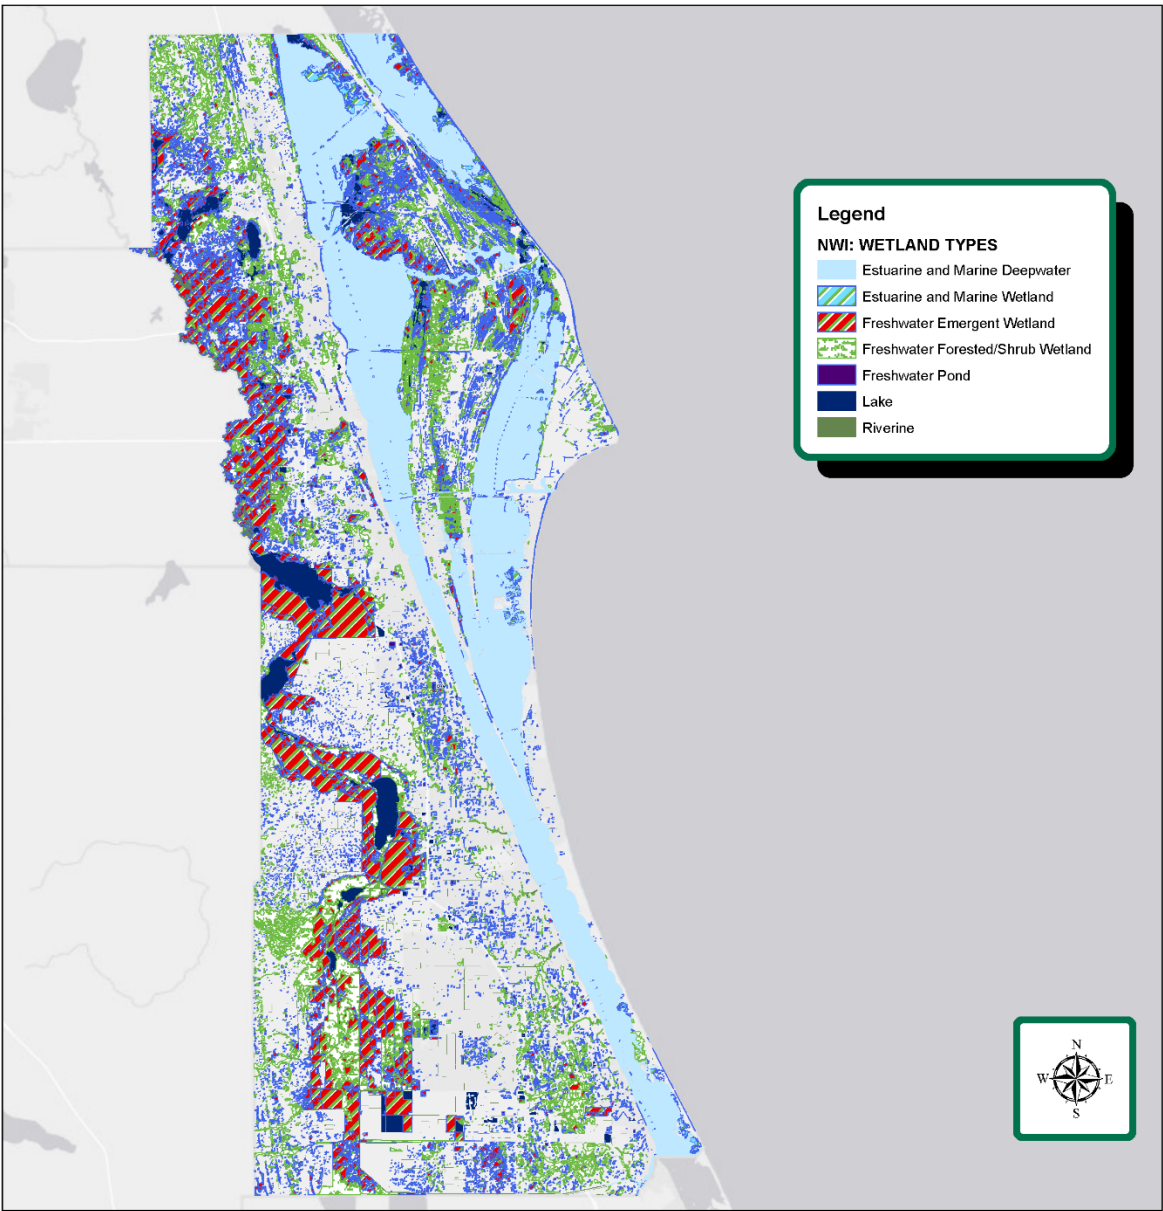 Legend
NWI: WETLAND TYPES
Estuarine and Marine Deepwater
Estuarine and Marine Wetland
Freshwater Emergent Wetland
Freshwater Forested/Shrub Wetland
Freshwater Pond
Lake
Riverine
N
W E
S